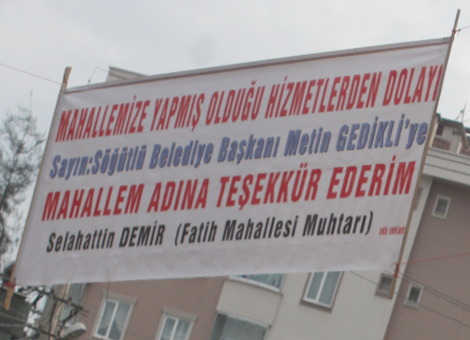 MAHALLEMİZE YAPMIŞ OLDUĞU HİZMETLERDEN DOLAYI
Sayın:Söğütlü Belediye Başkanı Metin GEDİKLİ'ye
MAHALLEM ADINA TEŞEKKÜR EDERİM
Selahattin DEMİR (Fatih Mahallesi Muhtarı)